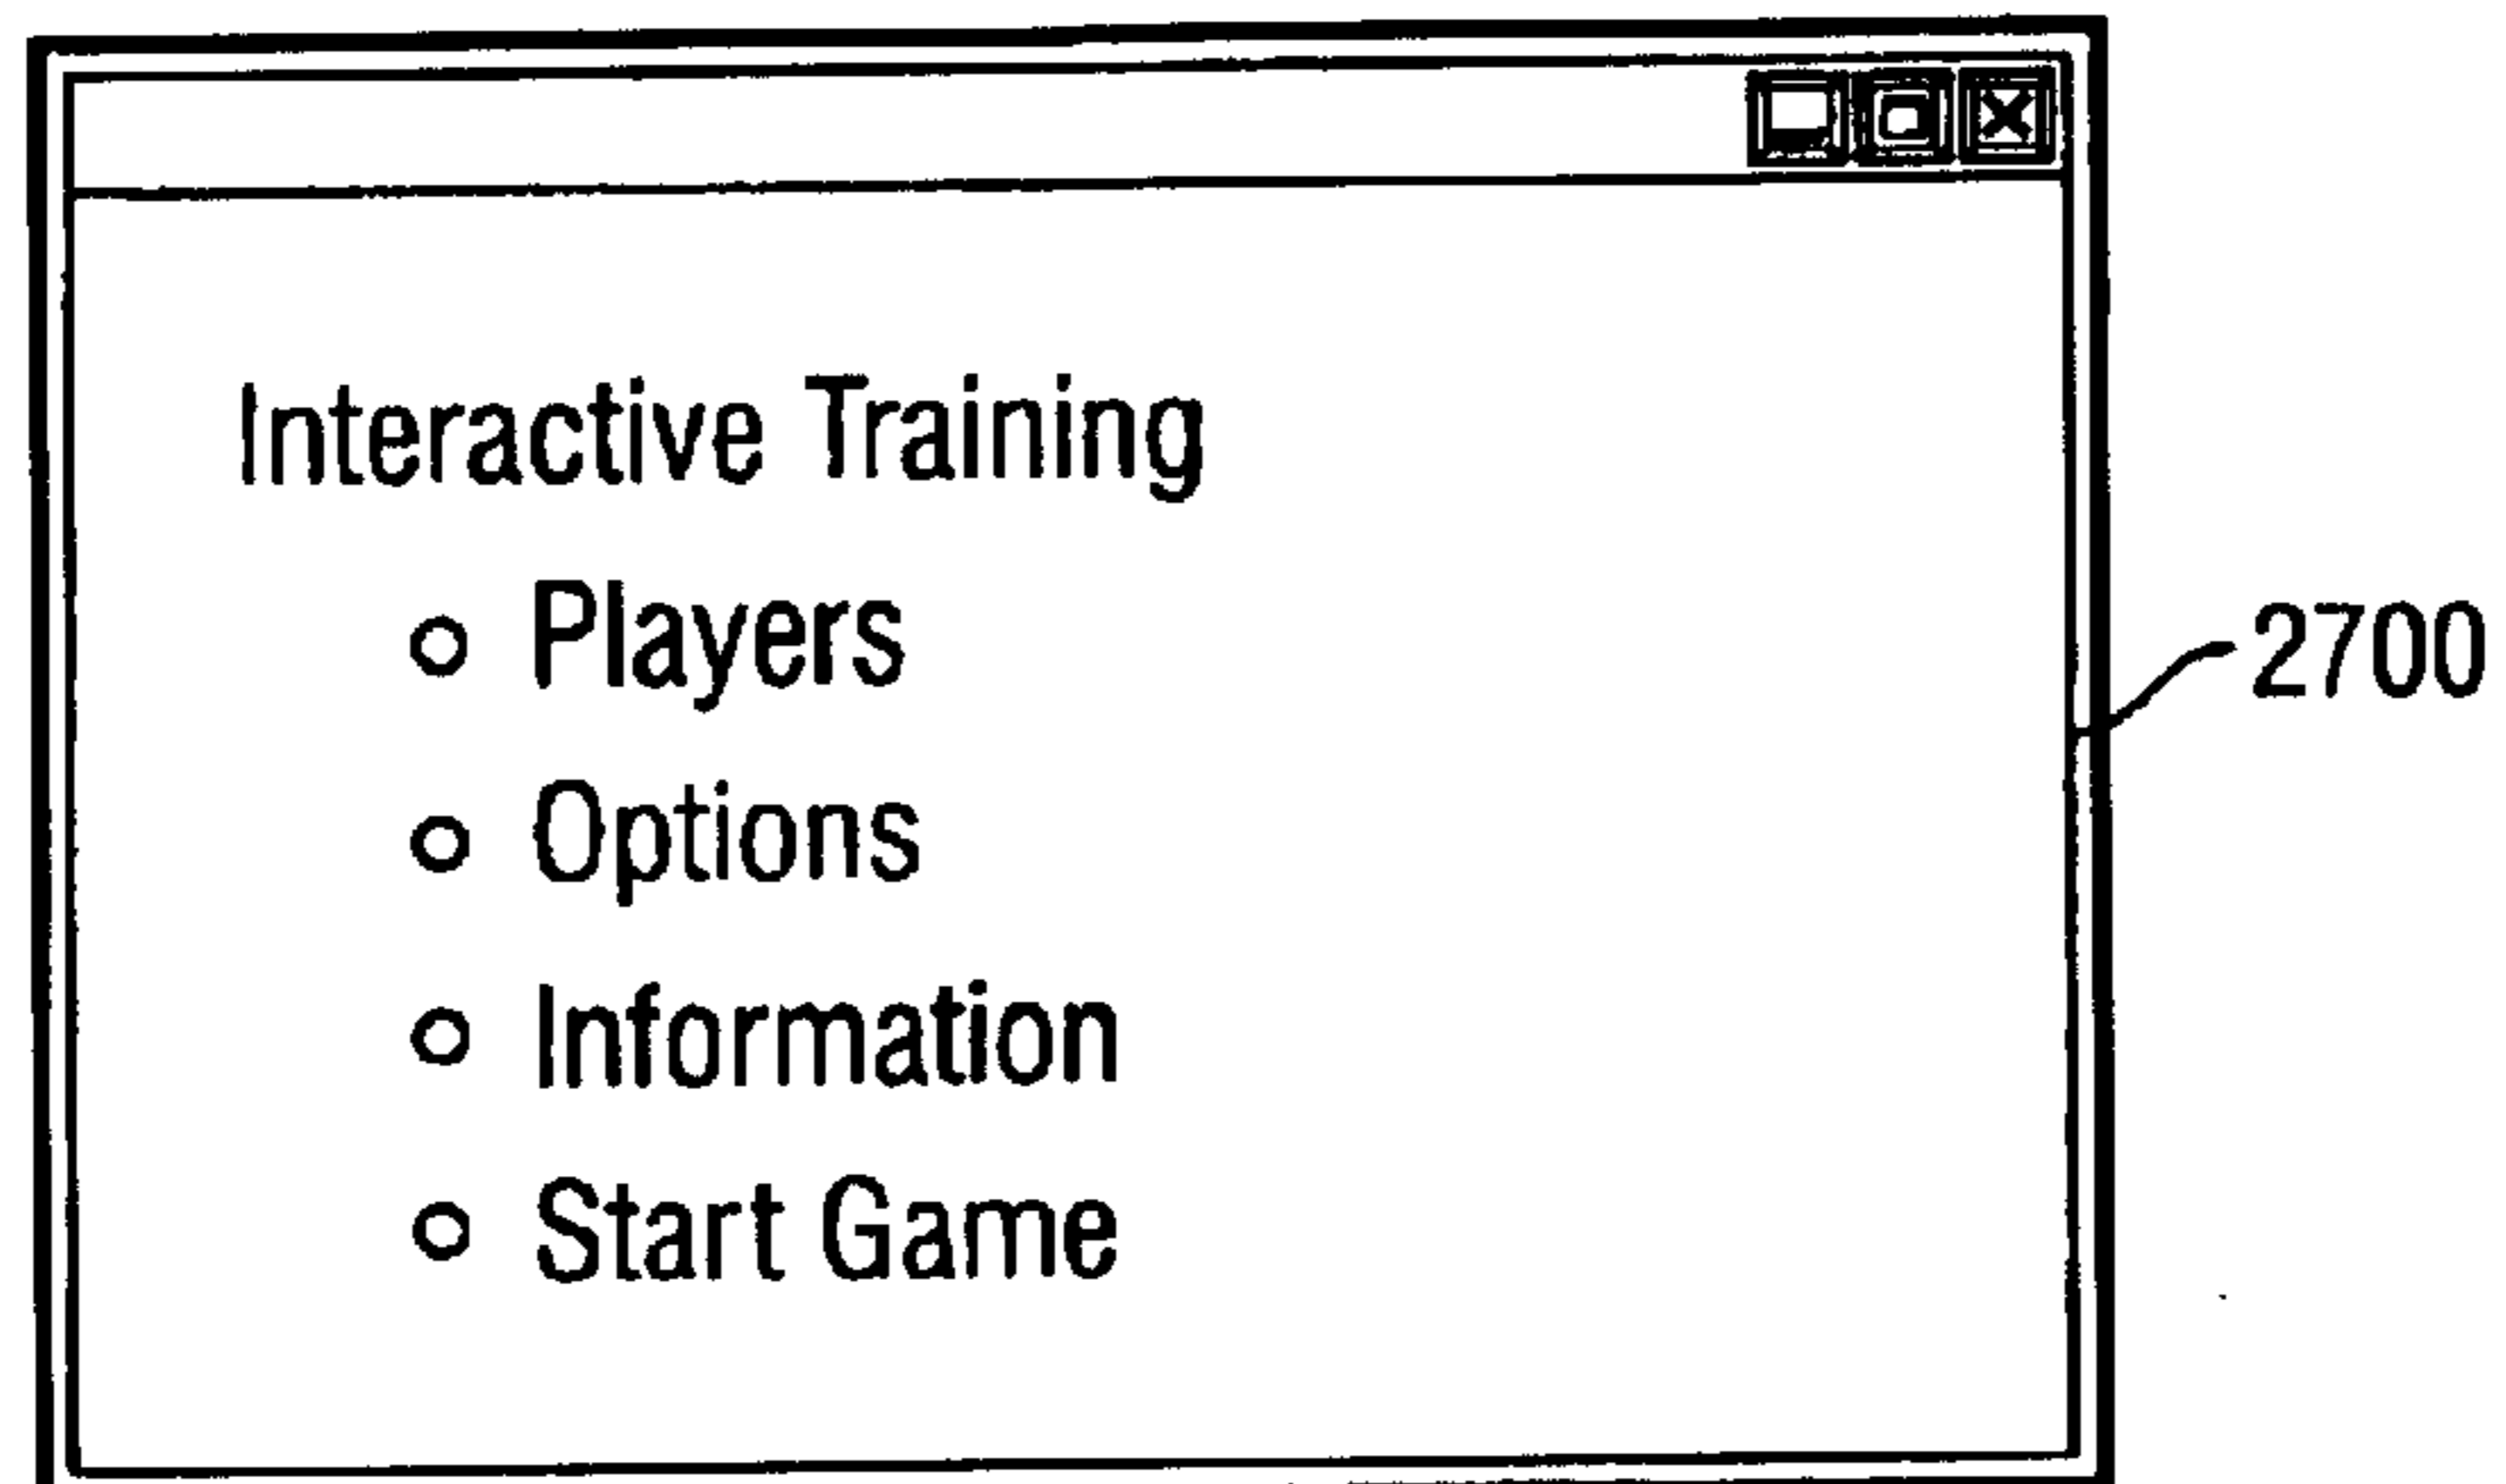 Interactive Training
Players
2700
Options
Information
Start Game